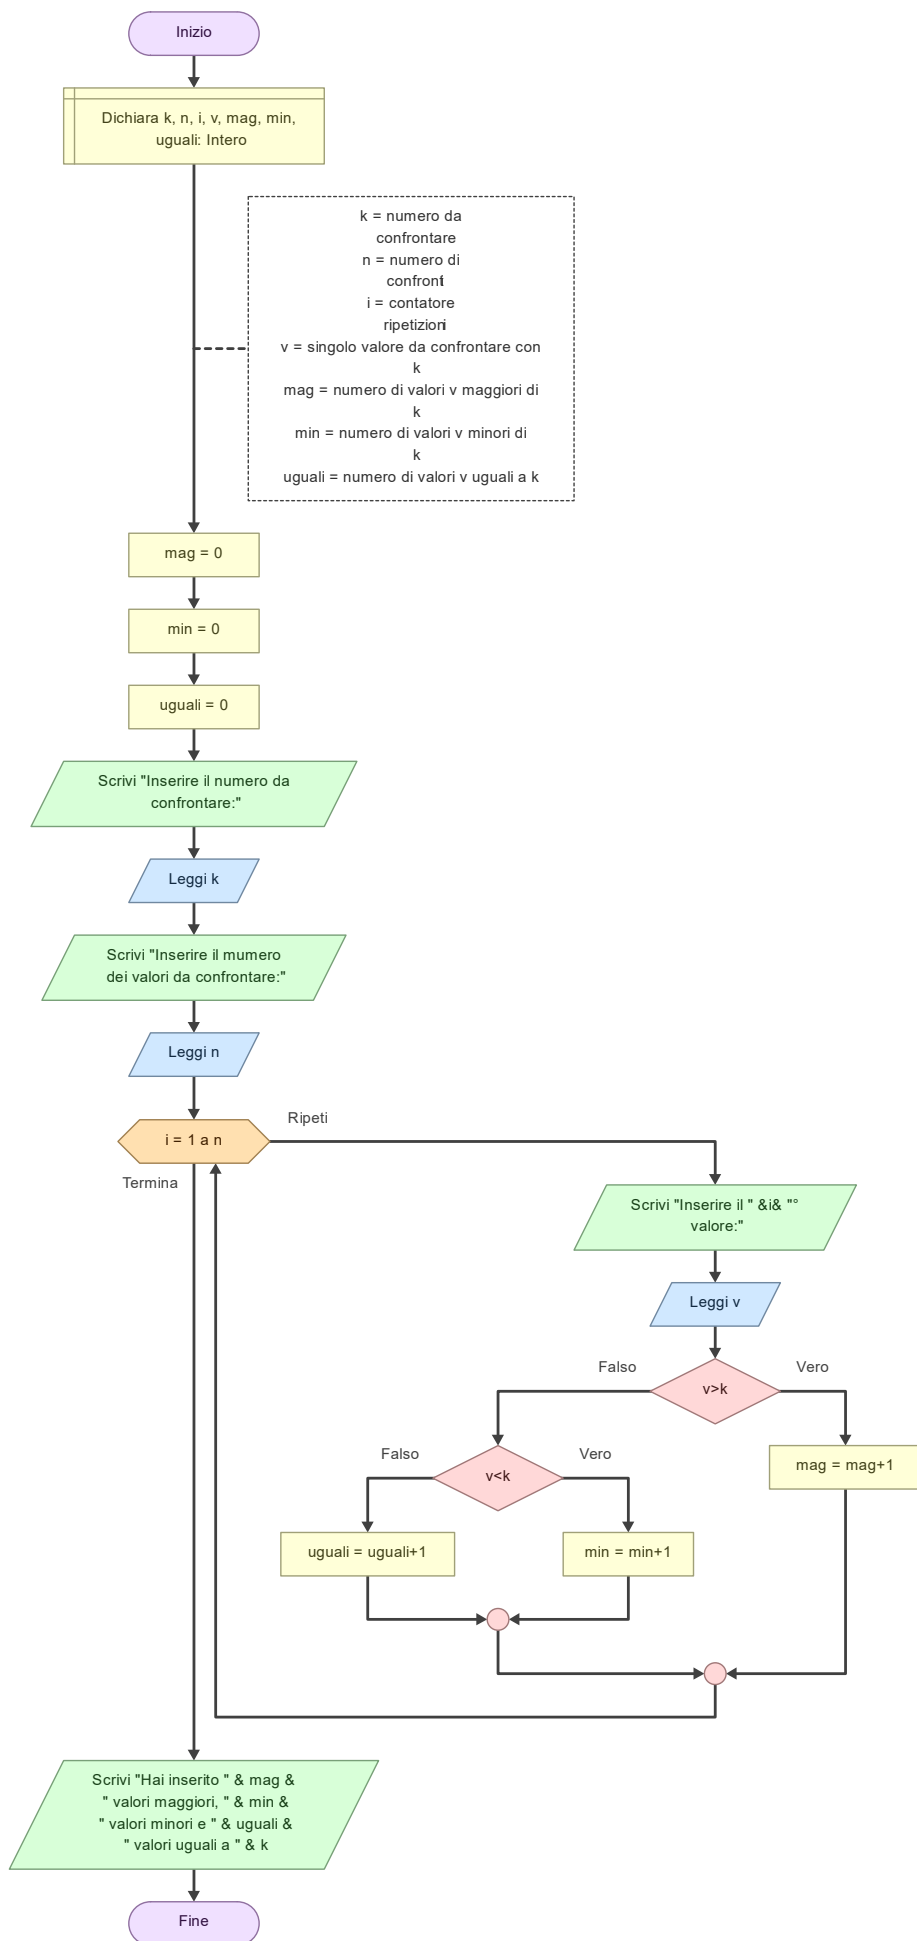 Inizio
Dichiara k, n, i, v, mag, min,
uguali: Intero
k = numero da
confrontare
n = numero di
confronti
i = contatore
ripetizioni
v = singolo valore da confrontare con
k
mag = numero di valori v maggiori di
k
min = numero di valori v minori di
k
uguali = numero di valori v uguali a k
mag = 0
min = 0
uguali = 0
Scrivi "Inserire il numero da
confrontare:"
Leggi k
Scrivi "Inserire il mumero
dei valori da confrontare:"
Leggi n
i = 1 a n
Ripeti
Termina
Scrivi "Inserire il " &i& "°
valore:"
Leggi v
Falso
v>k
Vero
mag = mag+1
Falso
v<k
Vero
uguali = uguali+1
min = min+1
Scrivi "Hai inserito " & mag &
" valori maggiori, " & min &
" valori minori e " & uguali &
" valori uguali a " & k
Fine